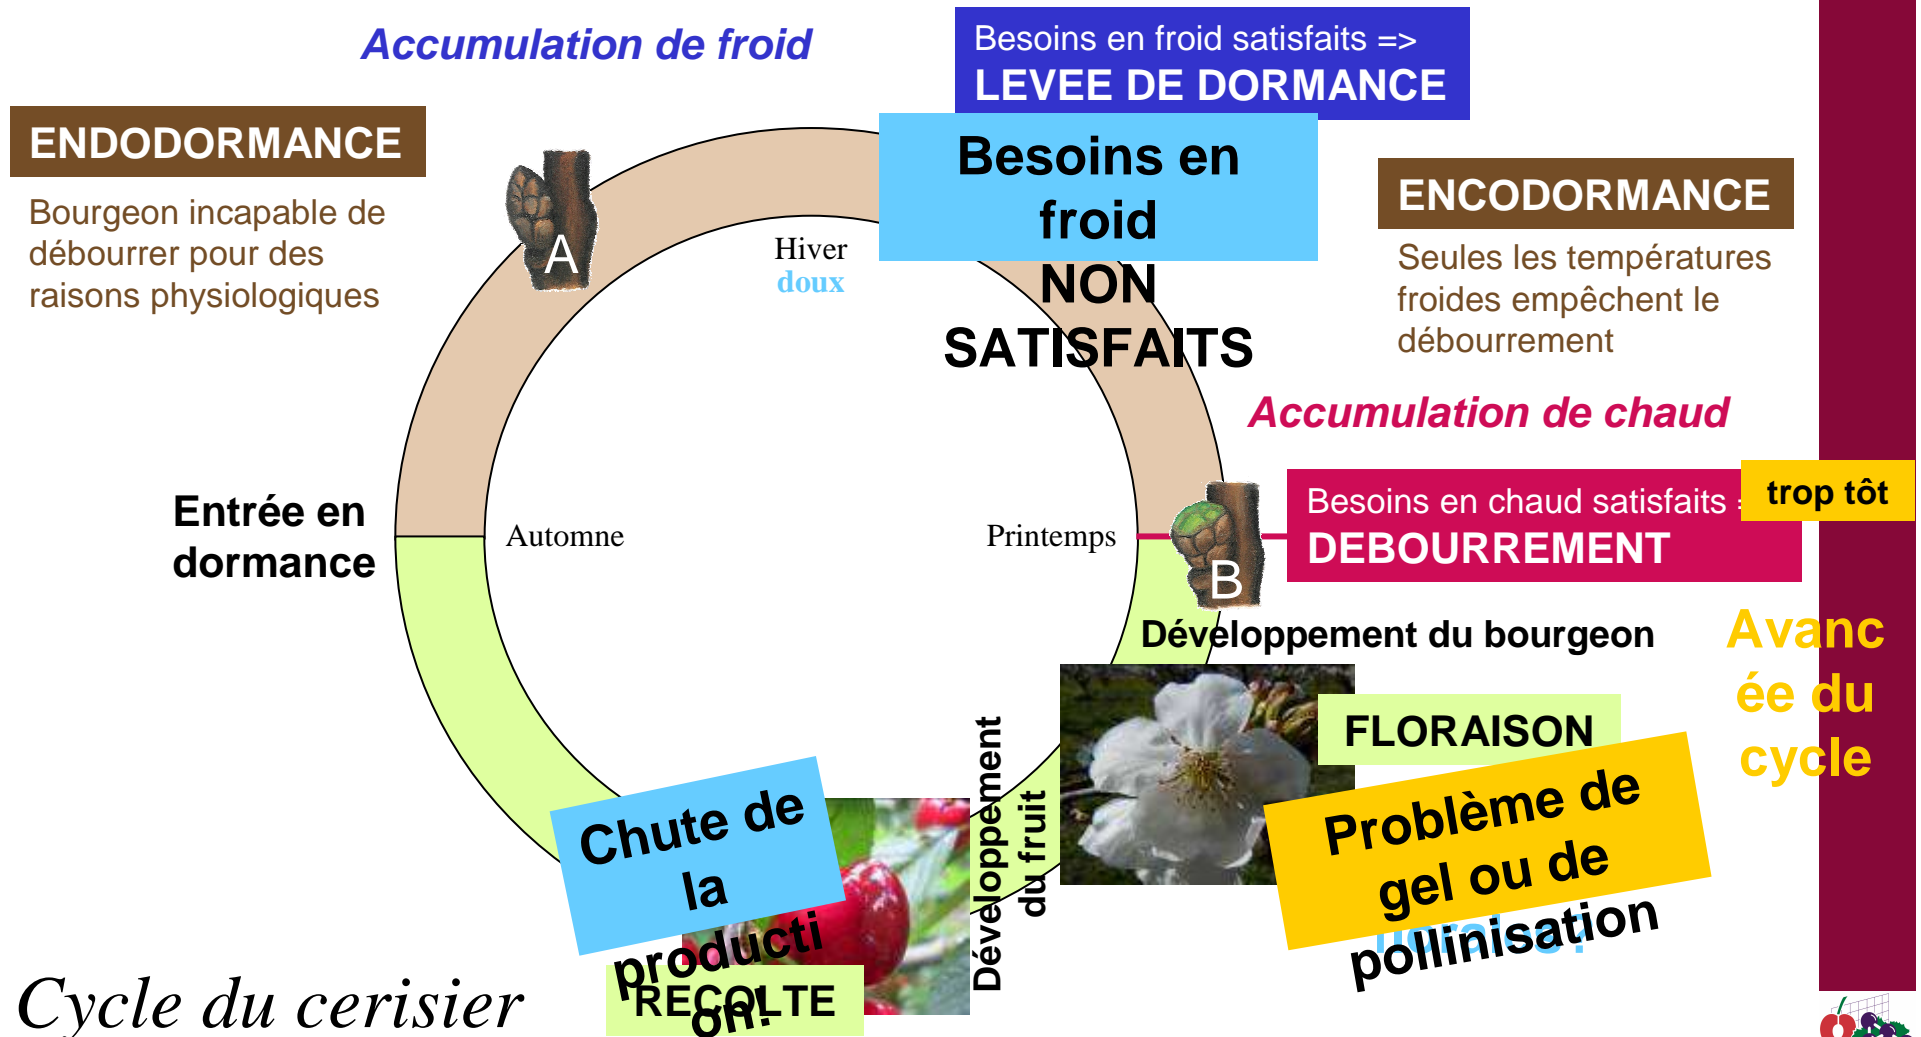 Accumulation de froid
Besoins en froid satisfaits =>
LEVEE DE DORMANCE
ENDODORMANCE
Bourgeon incapable de
débourrer pour des
raisons physiologiques
A
Hiver
doux
Besoins en
froid
NON
SATISFAITS
ENCODORMANCE
Seules les températures
froides empêchent le
débourrement
Accumulation de chaud
Entrée en
dormance
Automne
Printemps
B
Besoins en chaud satisfaits
DEBOURREMENT
trop tôt
Développement du bourgeon
Avanc
ée du
cycle
FLORAISON
Problème de
gel ou de
pollinisation
Développement
du fruit
Chute de
la
producti
on!
RECOLTE
Cycle du cerisier